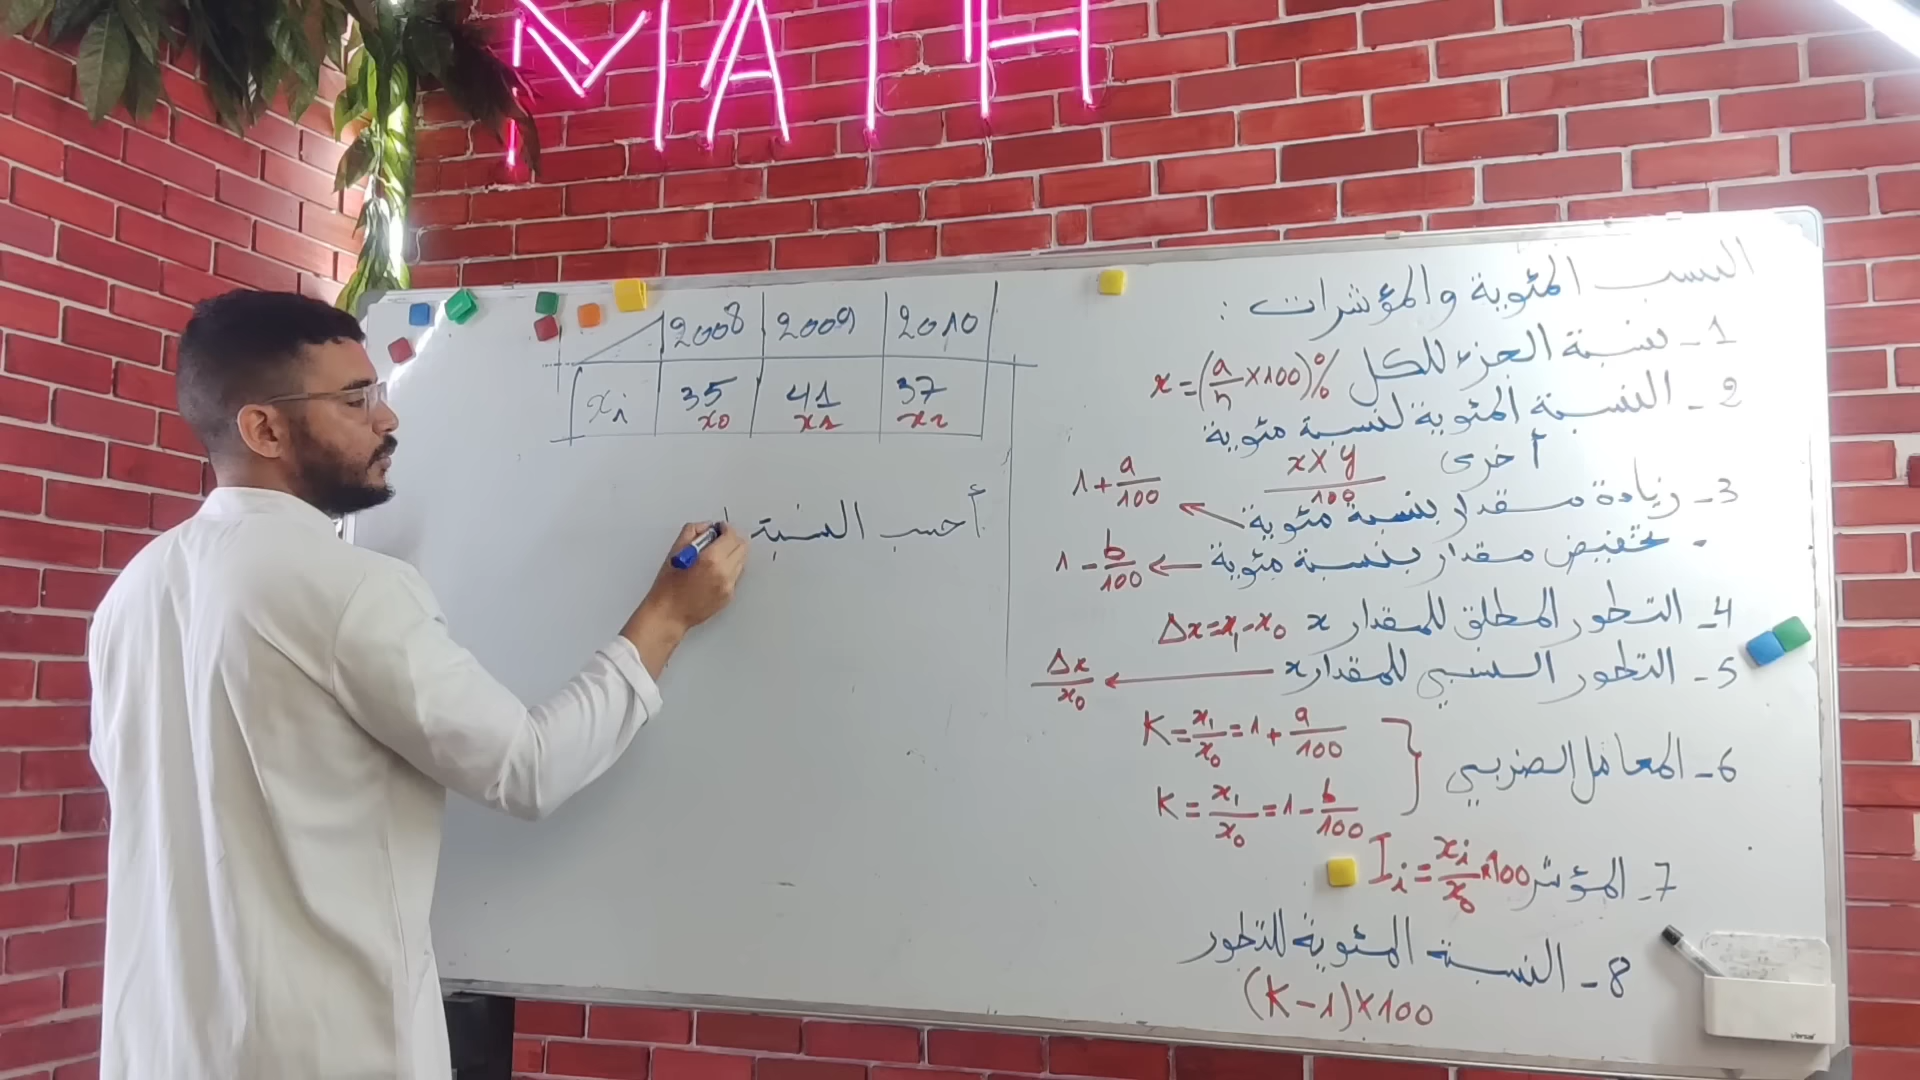 MATH
2008 2009 2010
xi 35 41 37
x0 x1 x2
أحسب النسبة ا
النسب المئوية والمؤشرات :
1- نسبة الجزء للكل x = (a/n × 100)%
2- النسبة المئوية لنسبة مئوية
أخرى x × y / 100
3- زيادة مقدار بنسبة مئوية 1 + a/100
- تخفيض مقدار بنسبة مئوية 1 - b/100
4- التطور المطلق للمقدار x Δx = x1 - x0
5- التطور النسبي للمقدار x Δx/x0
6- المعامل الضربي K = x1/x0 = 1 + a/100
K = x1/x0 = 1 - b/100
7- المؤشر Ii = xi/x0 × 100
8- النسبة المئوية للتطور
(K - 1) × 100